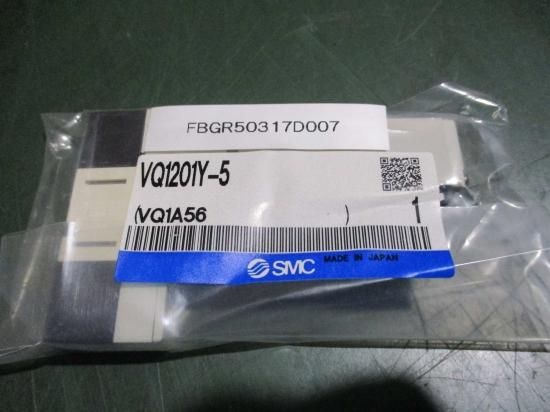 FBGR50317D007
VQ1201Y-5
(VQ1A56 ) 1
SMC MADE IN JAPAN